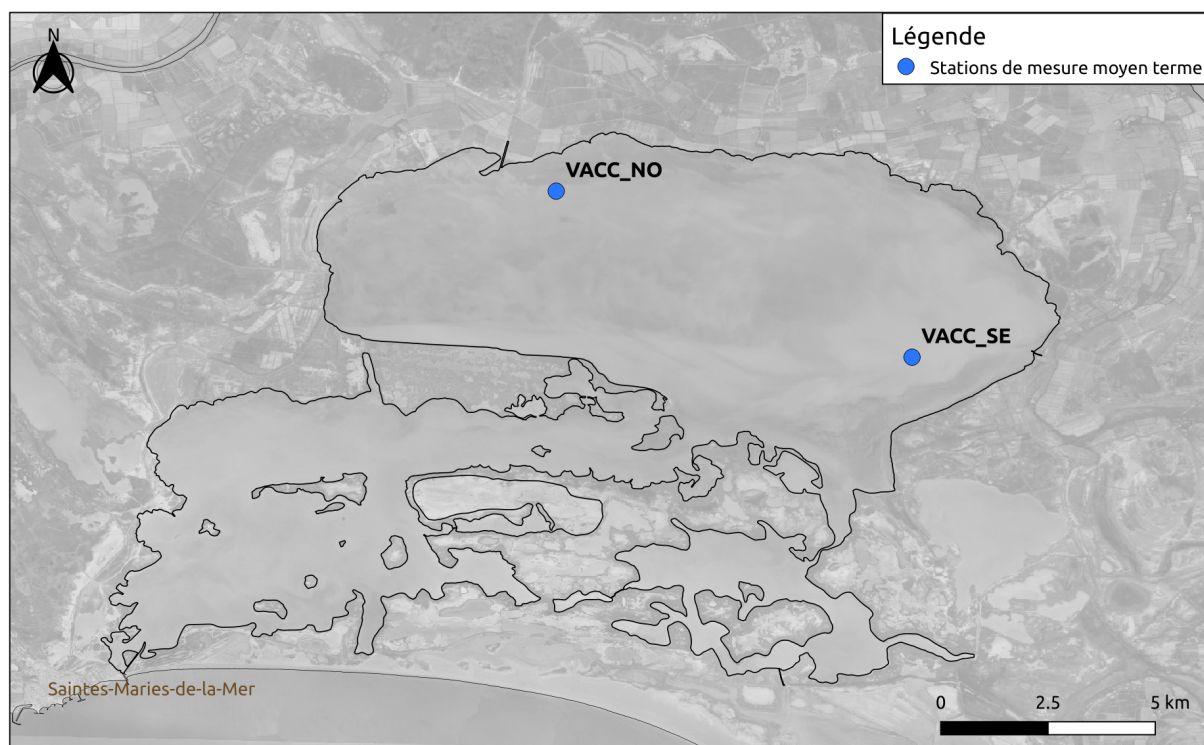 N
Légende
Stations de mesure moyen terme
VACC_NO
VACC_SE
Saintes-Maries-de-la-Mer
0 2.5 5 km